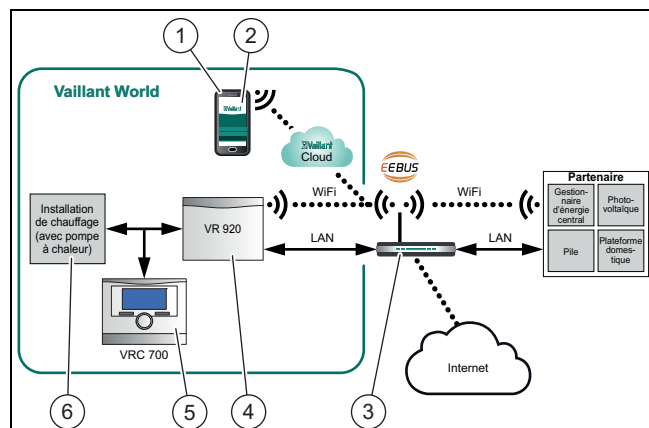 1
2
Vaillant World
Vaillant
Vaillant
Cloud
EEBUS
WiFi
WiFi
Partenaire
Gestion-
naire
d'énergie
central
Photo-
voltaïque
Pile
Plateforme
domes-
tique
Installation
de chauffage
(avec pompe
à chaleur)
VR 920
LAN
LAN
VRC 700
Internet
6
5
4
3